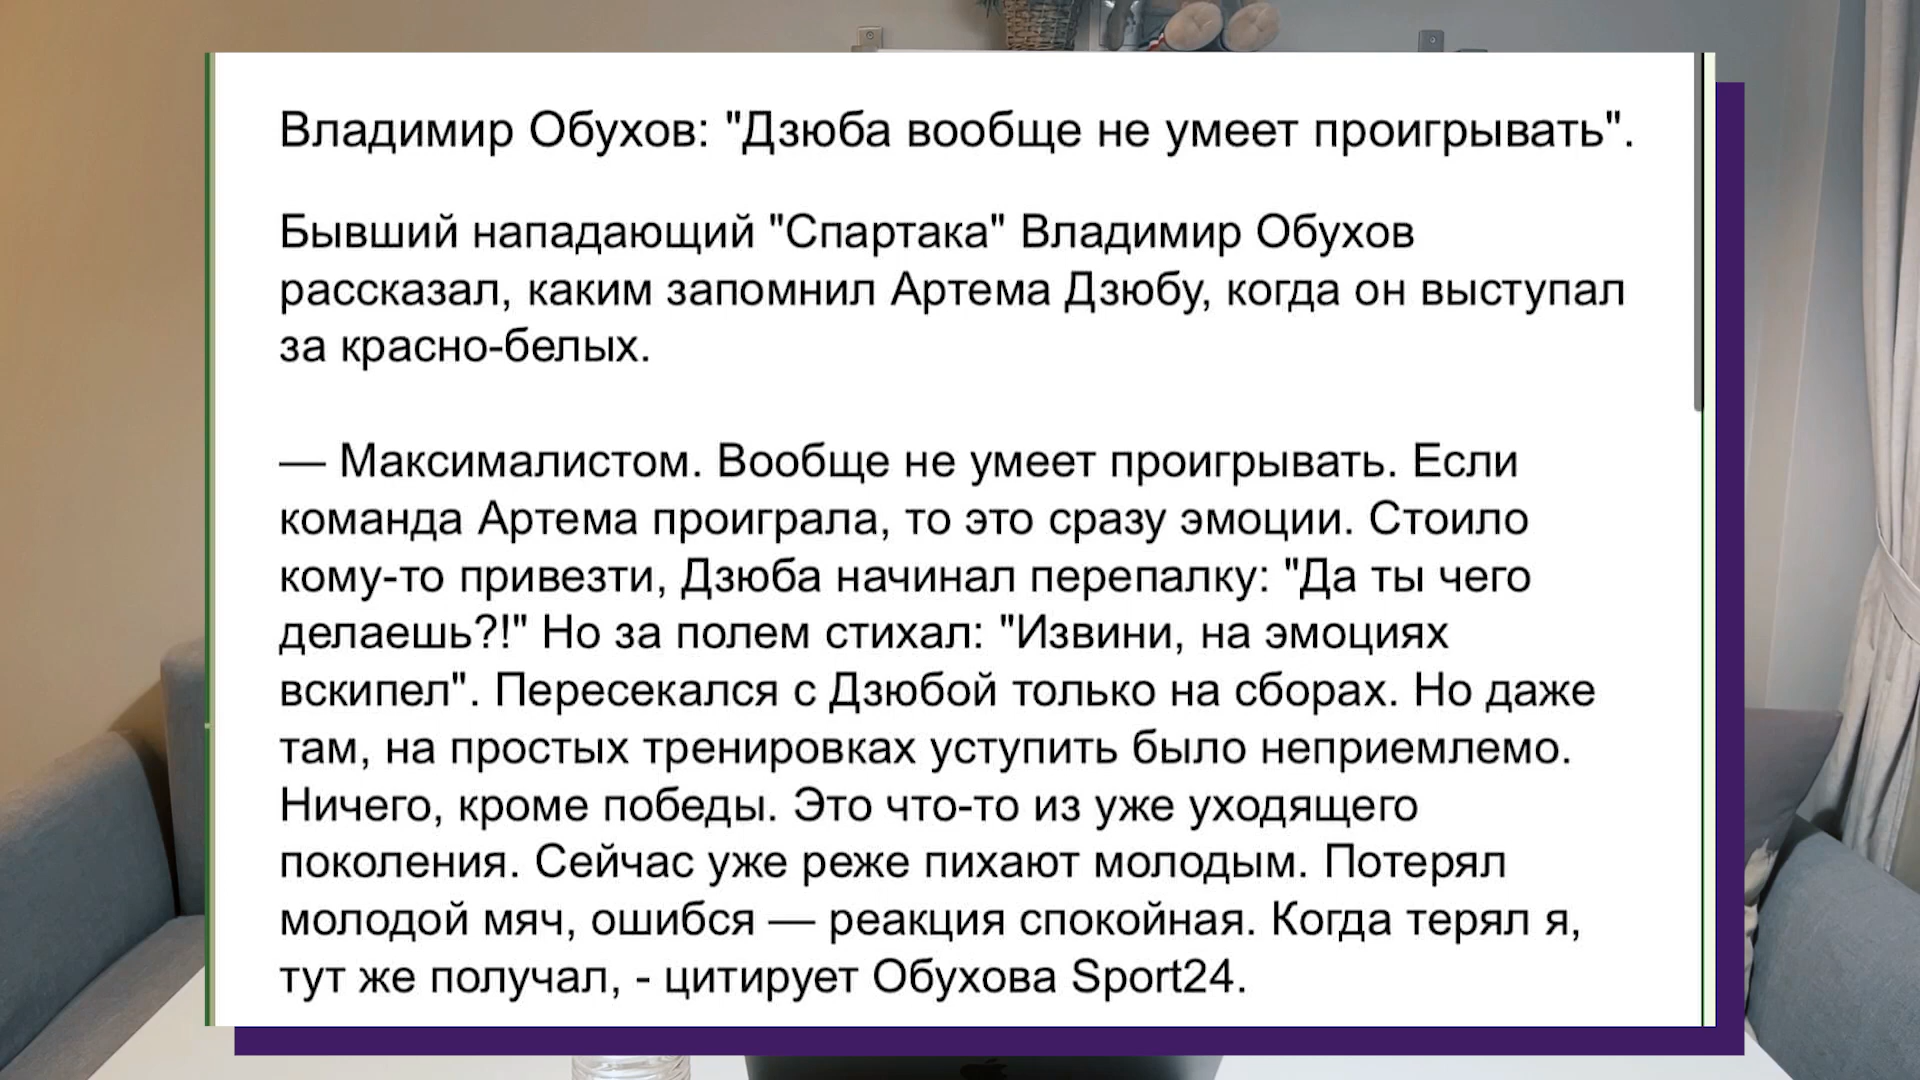 Владимир Обухов: "Дзюба вообще не умеет проигрывать".
Бывший нападающий "Спартака" Владимир Обухов
рассказал, каким запомнил Артема Дзюбу, когда он выступал
за красно-белых.
— Максималистом. Вообще не умеет проигрывать. Если
команда Артема проиграла, то это сразу эмоции. Стоило
кому-то привезти, Дзюба начинал перепалку: "Да ты чего
делаешь?!" Но за полем стихал: "Извини, на эмоциях
вскипел". Пересекался с Дзюбой только на сборах. Но даже
там, на простых тренировках уступить было неприемлемо.
Ничего, кроме победы. Это что-то из уже уходящего
поколения. Сейчас уже реже пихают молодым. Потерял
молодой мяч, ошибся — реакция спокойная. Когда терял я,
тут же получал, - цитирует Обухова Sport24.